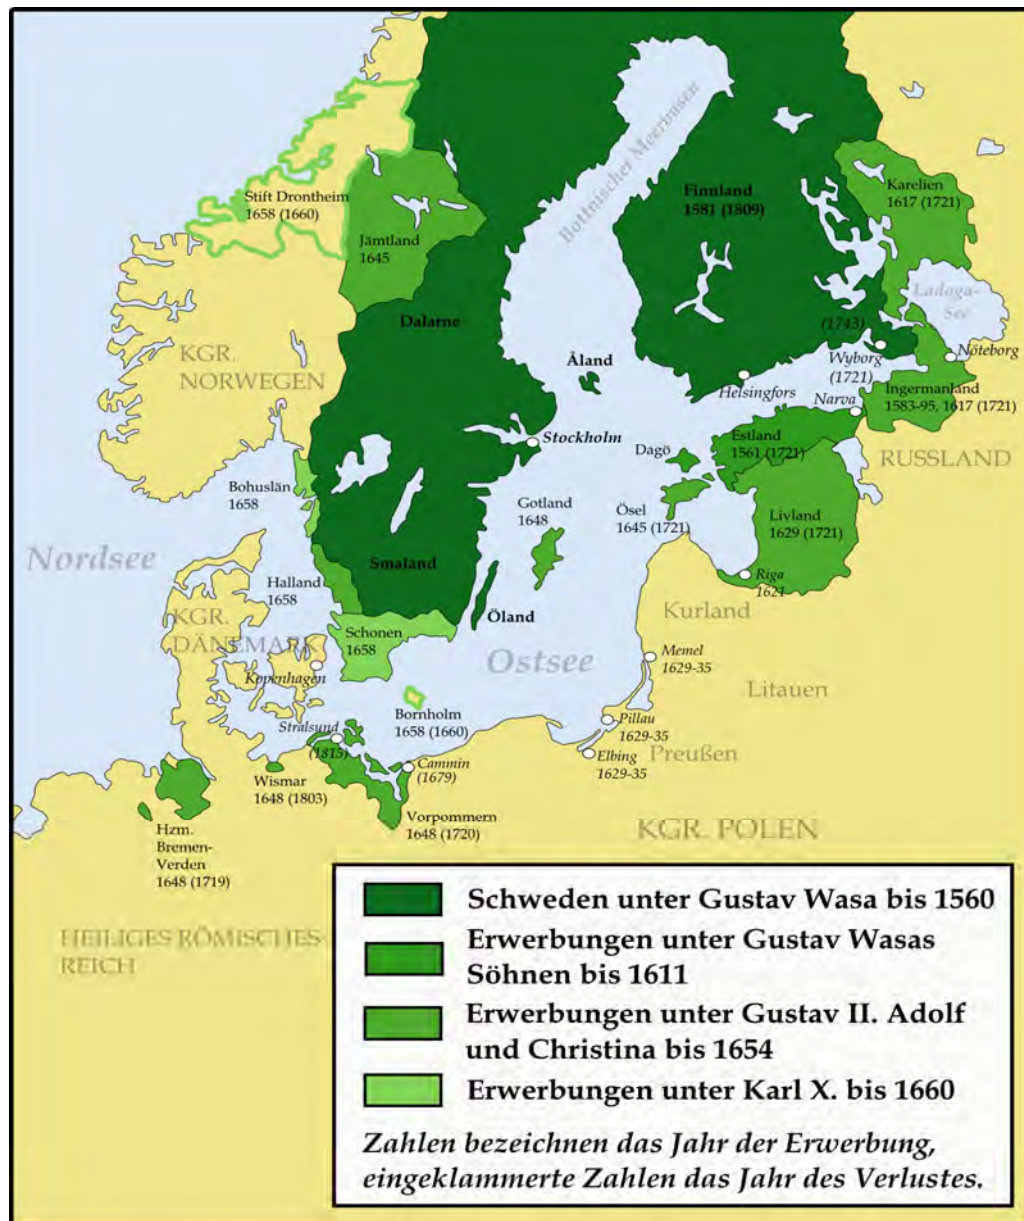 Stift Drontheim
1658 (1660)
Jämtland
1645
Bottnischer Meerbusen
Finnland
1581 (1809)
Karelien
1617 (1721)
Ladoga-
See
Dalarne
KGR.
NORWEGEN
Åland
(1743)
Wyborg
(1721)
Nöteborg
Helsingfors
Narva
Ingermanland
1583-95, 1617 (1721)
Stockholm
Dagö
Estland
1561 (1721)
RUSSLAND
Bohuslän
1658
Gotland
1648
Ösel
1645 (1721)
Livland
1629 (1721)
Nordsee
Halland
1658
Smaland
Riga
1621
KGR.
DÄNEMARK
Öland
Kurland
Schonen
1658
Ostsee
Kopenhagen
Memel
1629-35
Litauen
Bornholm
1658 (1660)
Pillau
1629-35
Stralsund
(1815)
Preußen
Elbing
1629-35
Cammin
(1679)
Wismar
1648 (1803)
Vorpommern
1648 (1720)
KGR. POLEN
Hzm.
Bremen-
Verden
1648 (1719)
HEILIGES RÖMISCHES-
REICH
Schweden unter Gustav Wasa bis 1560
Erwerbungen unter Gustav Wasas
Söhnen bis 1611
Erwerbungen unter Gustav II. Adolf
und Christina bis 1654
Erwerbungen unter Karl X. bis 1660
Zahlen bezeichnen das Jahr der Erwerbung,
eingeklammerte Zahlen das Jahr des Verlustes.